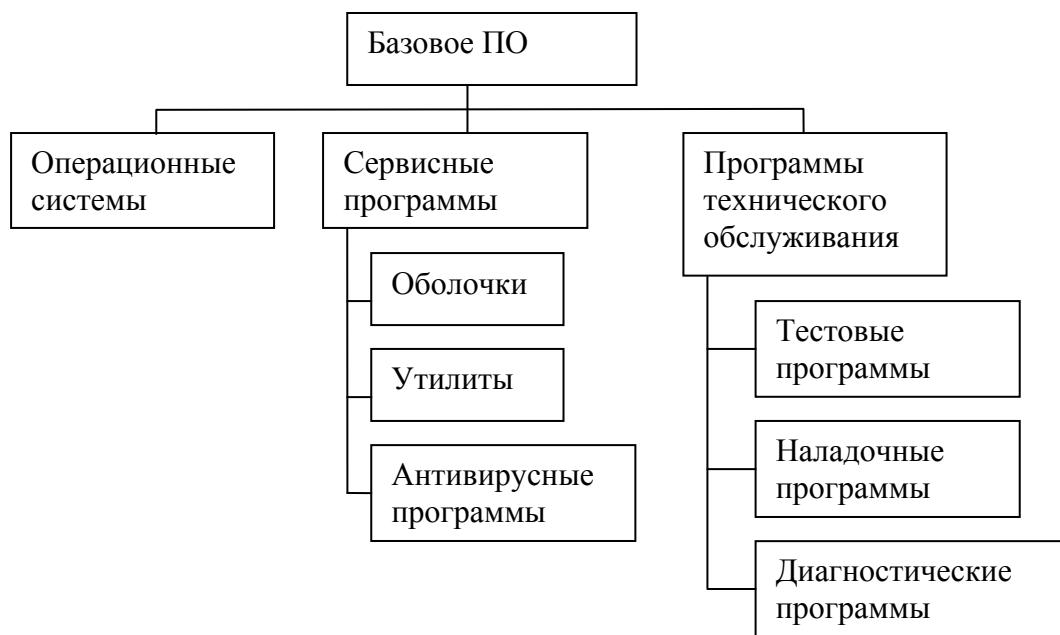 Базовое ПО
Операционные
системы
Сервисные
программы
Программы
технического
обслуживания
Оболочки
Утилиты
Антивирусные
программы
Тестовые
программы
Наладочные
программы
Диагностические
программы